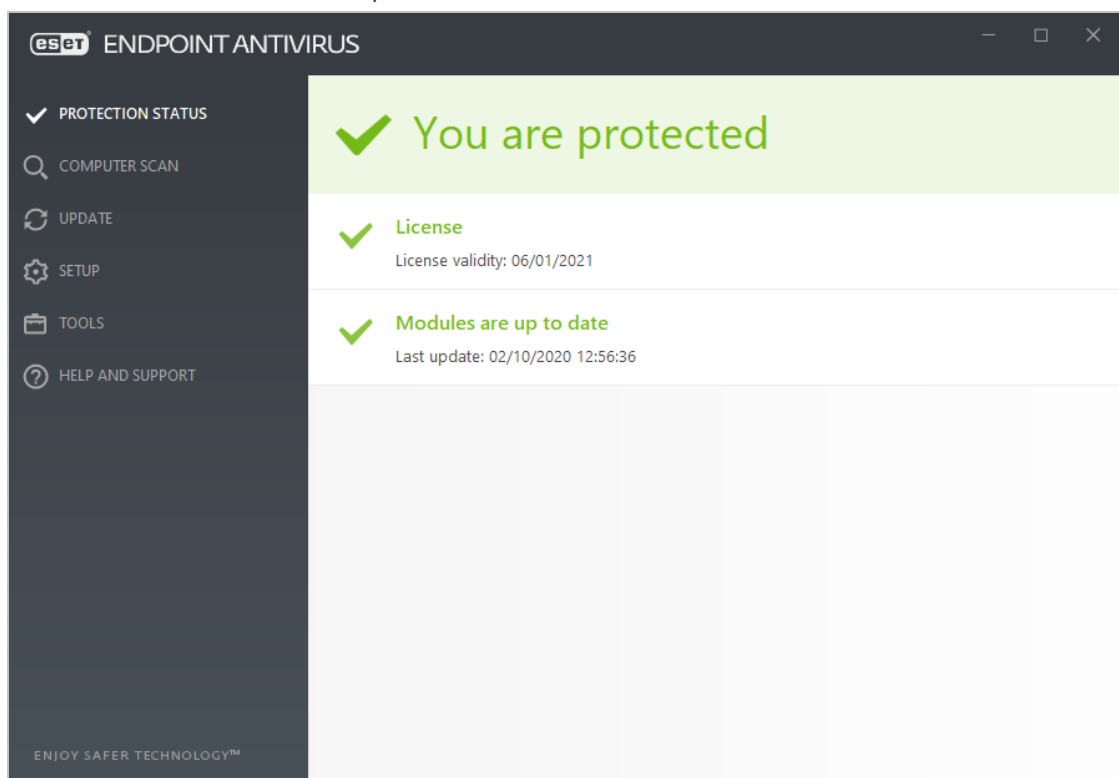 eset ENDPOINT ANTIVIRUS
PROTECTION STATUS
COMPUTER SCAN
UPDATE
SETUP
TOOLS
HELP AND SUPPORT
ENJOY SAFER TECHNOLOGY™
You are protected
License
License validity: 06/01/2021
Modules are up to date
Last update: 02/10/2020 12:56:36